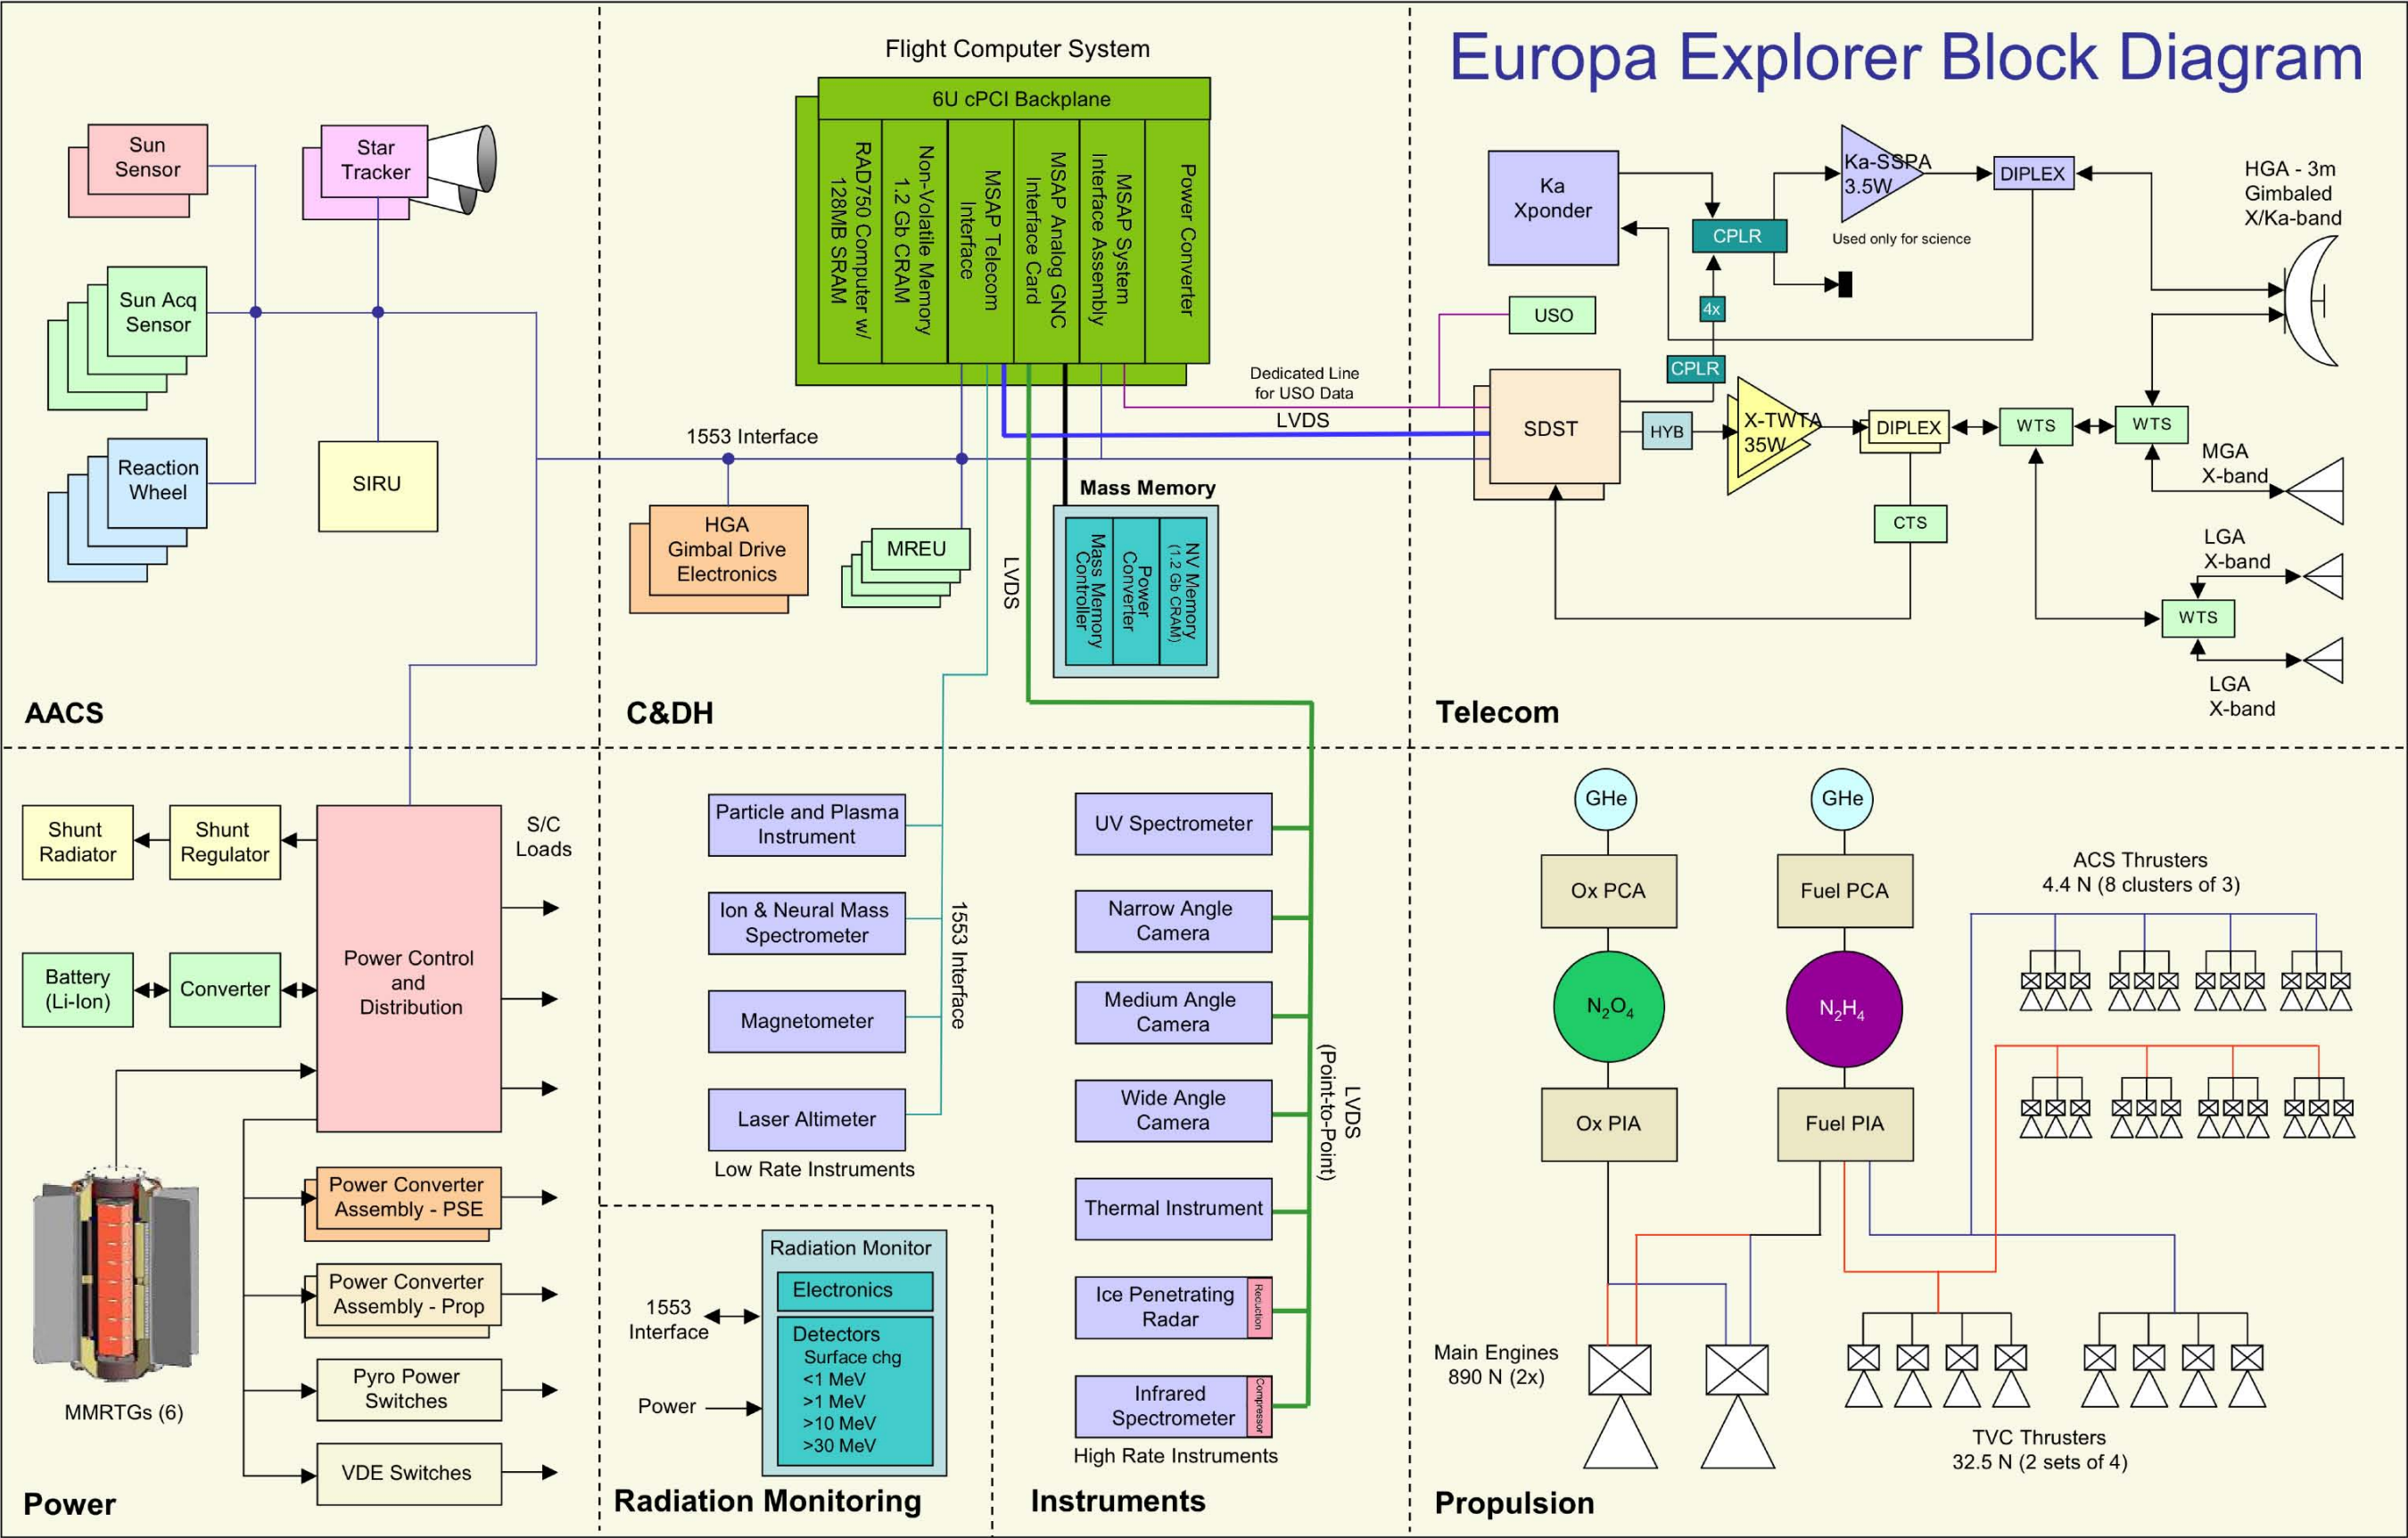 Europa Explorer Block Diagram
Sun
Sensor
Star
Tracker
Sun Acq
Sensor
Reaction
Wheel
SIRU
AACS
Flight Computer System
6U cPCI Backplane
RAD750 Computer w/
128MB SRAM
Non-Volatile Memory
1.2 Gb CRAM
MSAP Telecom
Interface
MSAP Analog GNC
Interface Card
MSAP System
Interface Assembly
Power Converter
Dedicated Line
for USO Data
LVDS
1553 Interface
HGA
Gimbal Drive
Electronics
MREU
LVDS
Mass Memory
Mass Memory
Controller
Power
Converter
NV Memory
(1.2 Gb CRAM)
C&DH
Ka
Xponder
CPLR
Ka-SSPA
3.5W
DIPLEX
Used only for science
HGA - 3m
Gimbaled
X/Ka-band
USO
4x
CPLR
SDST
HYB
X-TWTA
35W
DIPLEX
WTS
WTS
MGA
X-band
CTS
LGA
X-band
WTS
LGA
X-band
Telecom
Shunt
Radiator
Shunt
Regulator
S/C
Loads
Battery
(Li-Ion)
Converter
Power Control
and
Distribution
MMRTGs (6)
Power Converter
Assembly - PSE
Power Converter
Assembly - Prop
Pyro Power
Switches
VDE Switches
Power
Particle and Plasma
Instrument
Ion & Neural Mass
Spectrometer
Magnetometer
Laser Altimeter
Low Rate Instruments
1553 Interface
UV Spectrometer
Narrow Angle
Camera
Medium Angle
Camera
Wide Angle
Camera
Thermal Instrument
Ice Penetrating
Radar
Reduction
Infrared
Spectrometer
Compressor
High Rate Instruments
LVDS
(Point-to-Point)
Instruments
Radiation Monitor
Electronics
Detectors
Surface chg
<1 MeV
>1 MeV
>10 MeV
>30 MeV
1553
Interface
Power
Radiation Monitoring
GHe
GHe
Ox PCA
Fuel PCA
N₂O₄
N₂H₄
Ox PIA
Fuel PIA
ACS Thrusters
4.4 N (8 clusters of 3)
Main Engines
890 N (2x)
TVC Thrusters
32.5 N (2 sets of 4)
Propulsion